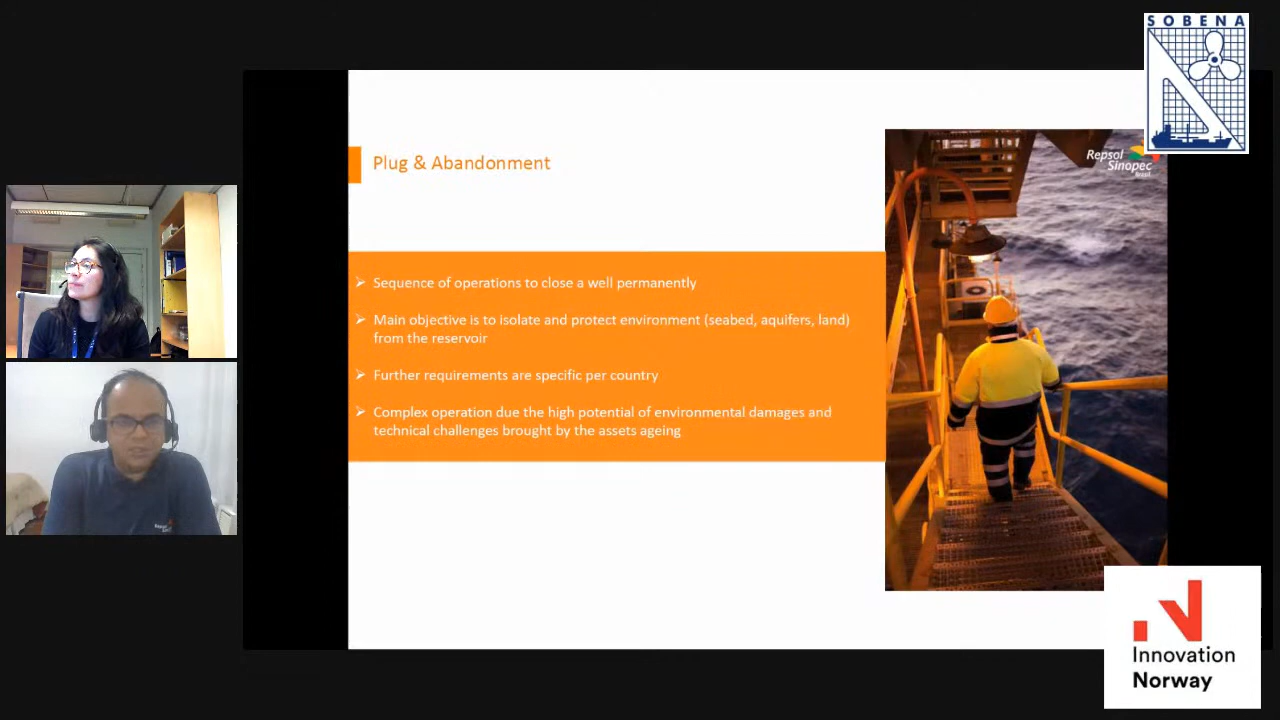 SOBENA
Plug & Abandonment
Repsol
Sinopec
Brasil
➢ Sequence of operations to close a well permanently
➢ Main objective is to isolate and protect environment (seabed, aquifers, land)
from the reservoir
➢ Further requirements are specific per country
➢ Complex operation due the high potential of environmental damages and
technical challenges brought by the assets ageing
Innovation
Norway